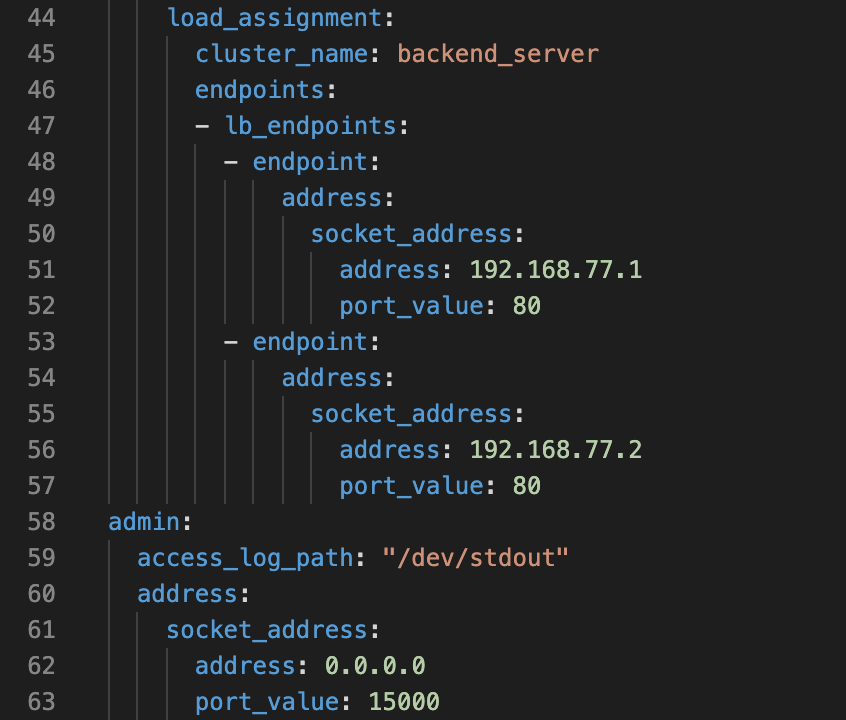 44 load_assignment:
45 cluster_name: backend_server
46 endpoints:
47 - lb_endpoints:
48 - endpoint:
49 address:
50 socket_address:
51 address: 192.168.77.1
52 port_value: 80
53 - endpoint:
54 address:
55 socket_address:
56 address: 192.168.77.2
57 port_value: 80
58 admin:
59 access_log_path: "/dev/stdout"
60 address:
61 socket_address:
62 address: 0.0.0.0
63 port_value: 15000